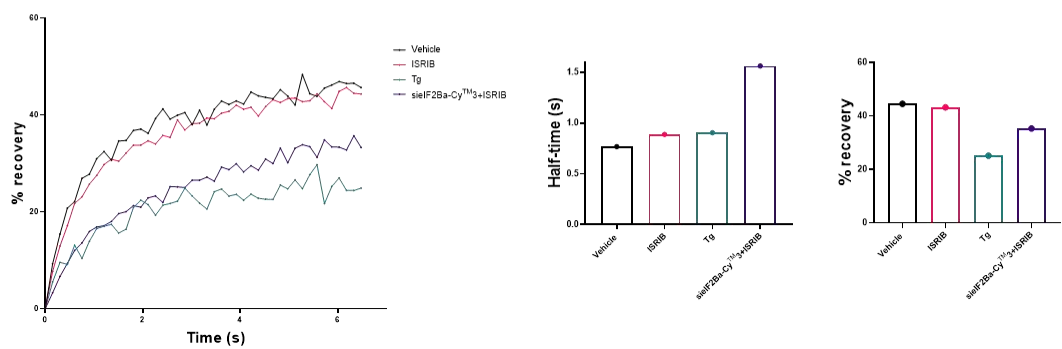 60
40
20
0
% recovery
0
2
4
6
Time (s)
Vehicle
ISRIB
Tg
sieIF2Ba-Cy™3+ISRIB
1.5
1.0
0.5
0.0
Half-time (s)
Vehicle
ISRIB
Tg
sieIF2Ba-Cy™3+ISRIB
60
40
20
0
% recovery
Vehicle
ISRIB
Tg
sieIF2Ba-Cy™3+ISRIB